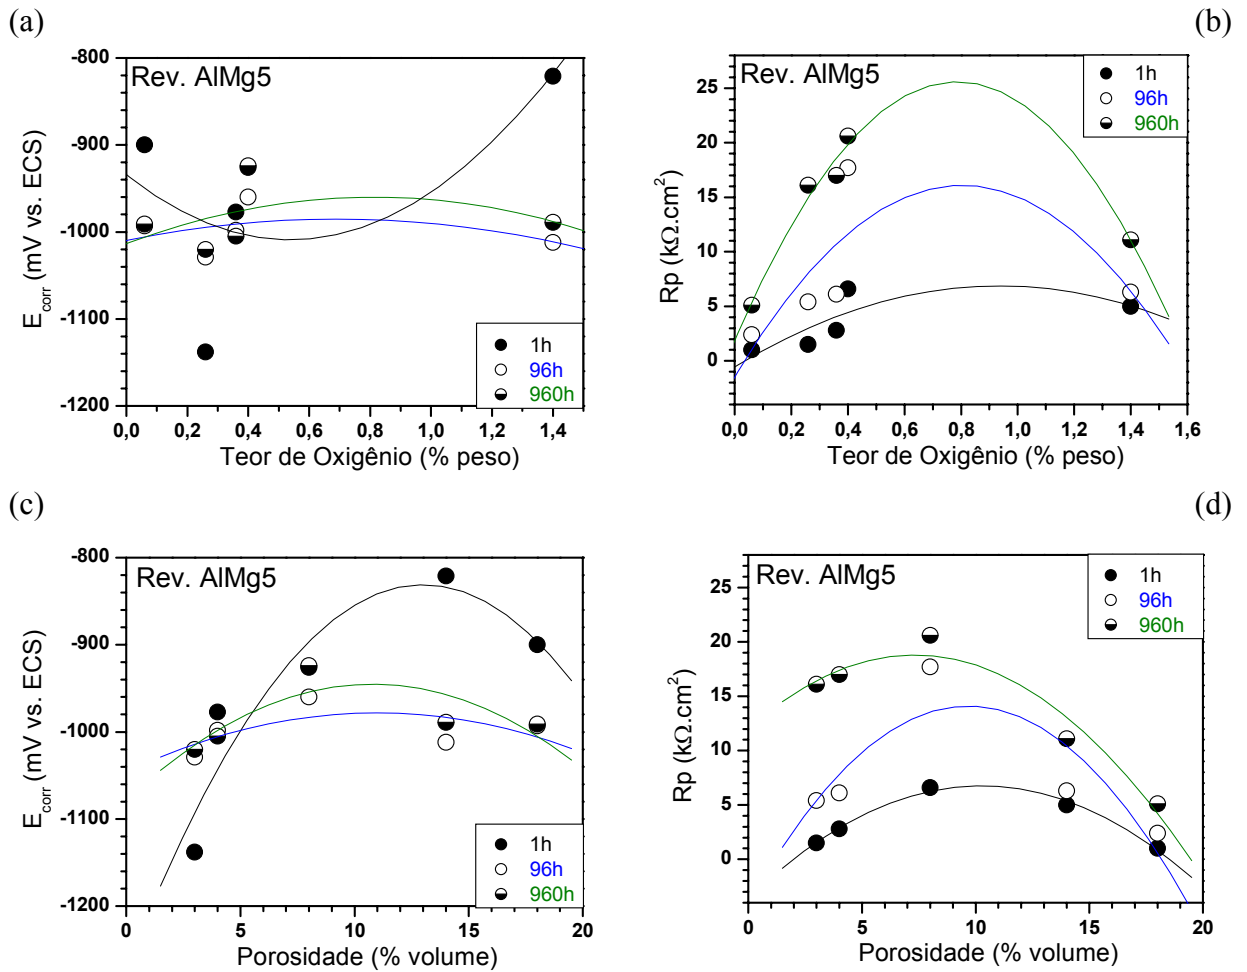 (a)
(b)
Rev. AlMg5
-800
-900
-1000
-1100
-1200
E_corr (mV vs. ECS)
1h
96h
960h
0,0 0,2 0,4 0,6 0,8 1,0 1,2 1,4
Teor de Oxigênio (% peso)
Rev. AlMg5
1h
96h
960h
25
20
15
10
5
0
Rp (kΩ.cm²)
0,0 0,2 0,4 0,6 0,8 1,0 1,2 1,4 1,6
Teor de Oxigênio (% peso)
(c)
(d)
Rev. AlMg5
-800
-900
-1000
-1100
-1200
E_corr (mV vs. ECS)
1h
96h
960h
0 5 10 15 20
Porosidade (% volume)
Rev. AlMg5
1h
96h
960h
25
20
15
10
5
0
Rp (kΩ.cm²)
0 5 10 15 20
Porosidade (% volume)